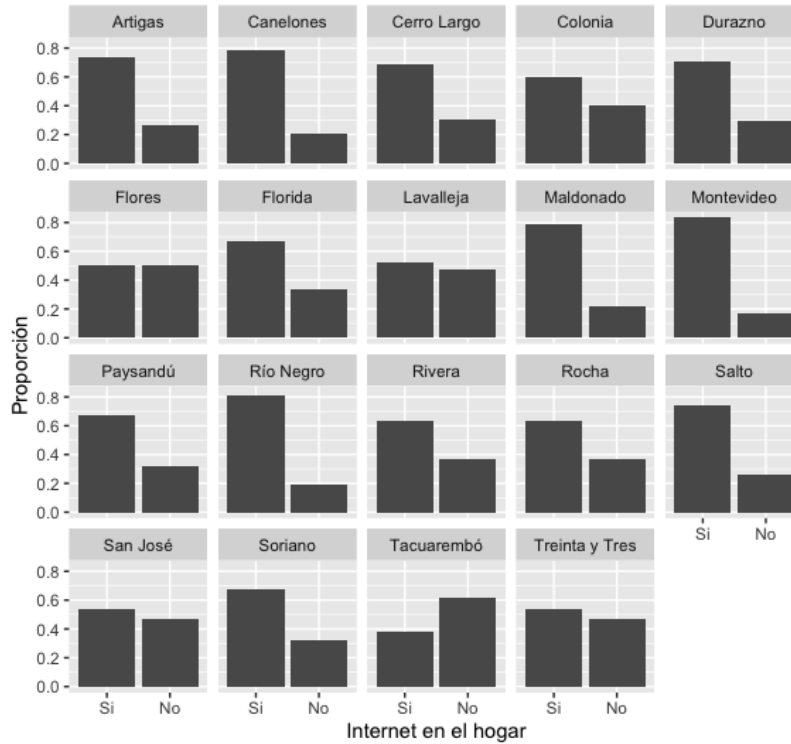 Artigas Canelones Cerro Largo Colonia Durazno
0.8
0.6
0.4
0.2
0.0
Flores Florida Lavalleja Maldonado Montevideo
0.8
0.6
0.4
0.2
0.0
Proporción
Paysandú Río Negro Rivera Rocha Salto
0.8
0.6
0.4
0.2
0.0
Si No
San José Soriano Tacuarembó Treinta y Tres
0.8
0.6
0.4
0.2
0.0
Si No Si No Si No Si No
Internet en el hogar